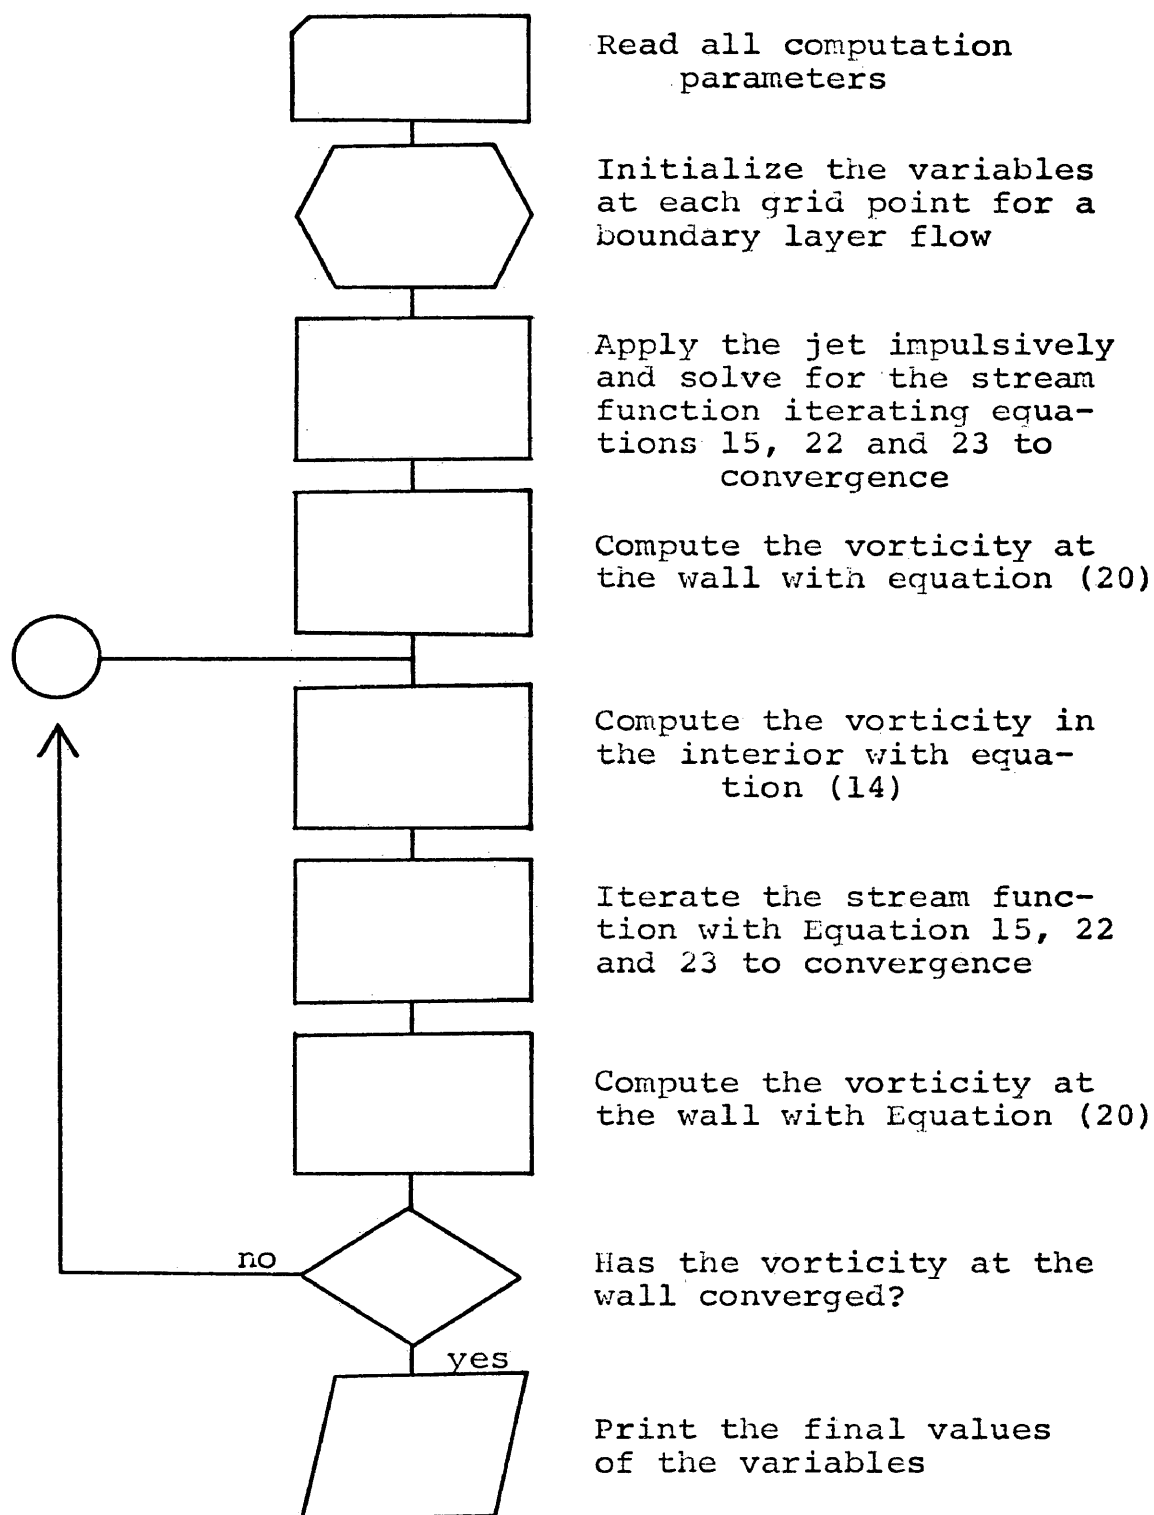 Read all computation
parameters
Initialize the variables
at each grid point for a
boundary layer flow
Apply the jet impulsively
and solve for the stream
function iterating equa-
tions 15, 22 and 23 to
convergence
Compute the vorticity at
the wall with equation (20)
Compute the vorticity in
the interior with equa-
tion (14)
Iterate the stream func-
tion with Equation 15, 22
and 23 to convergence
Compute the vorticity at
the wall with Equation (20)
no
Has the vorticity at the
wall converged?
yes
Print the final values
of the variables